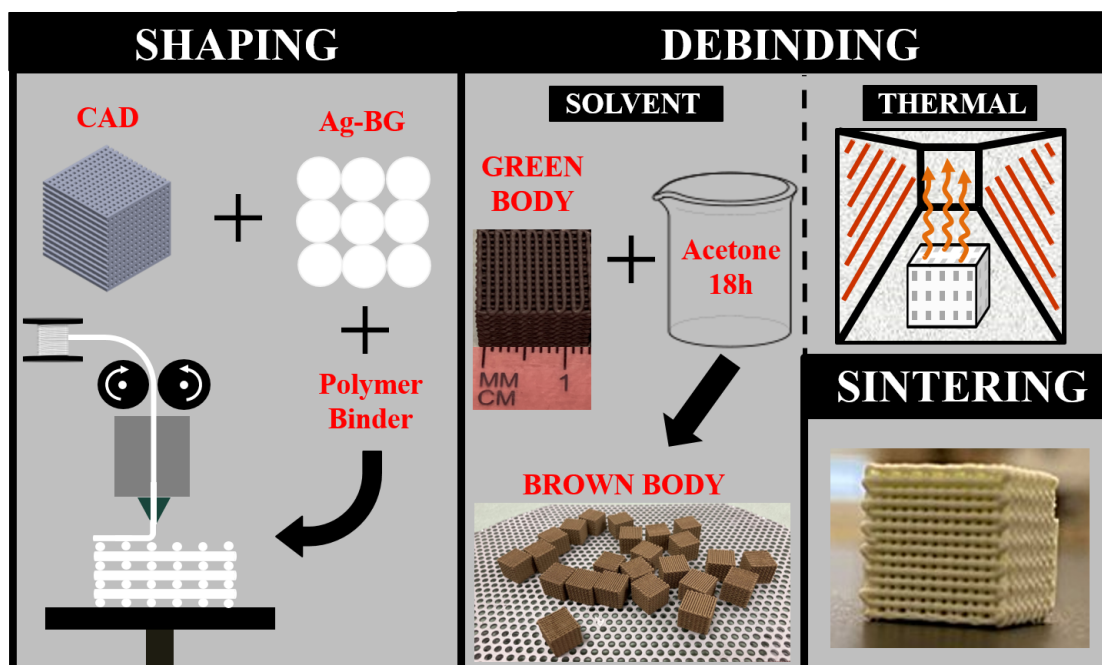 SHAPING
CAD
Ag-BG
Polymer
Binder
DEBINDING
SOLVENT
GREEN
BODY
Acetone
18h
MM
CM
1
BROWN BODY
THERMAL
SINTERING